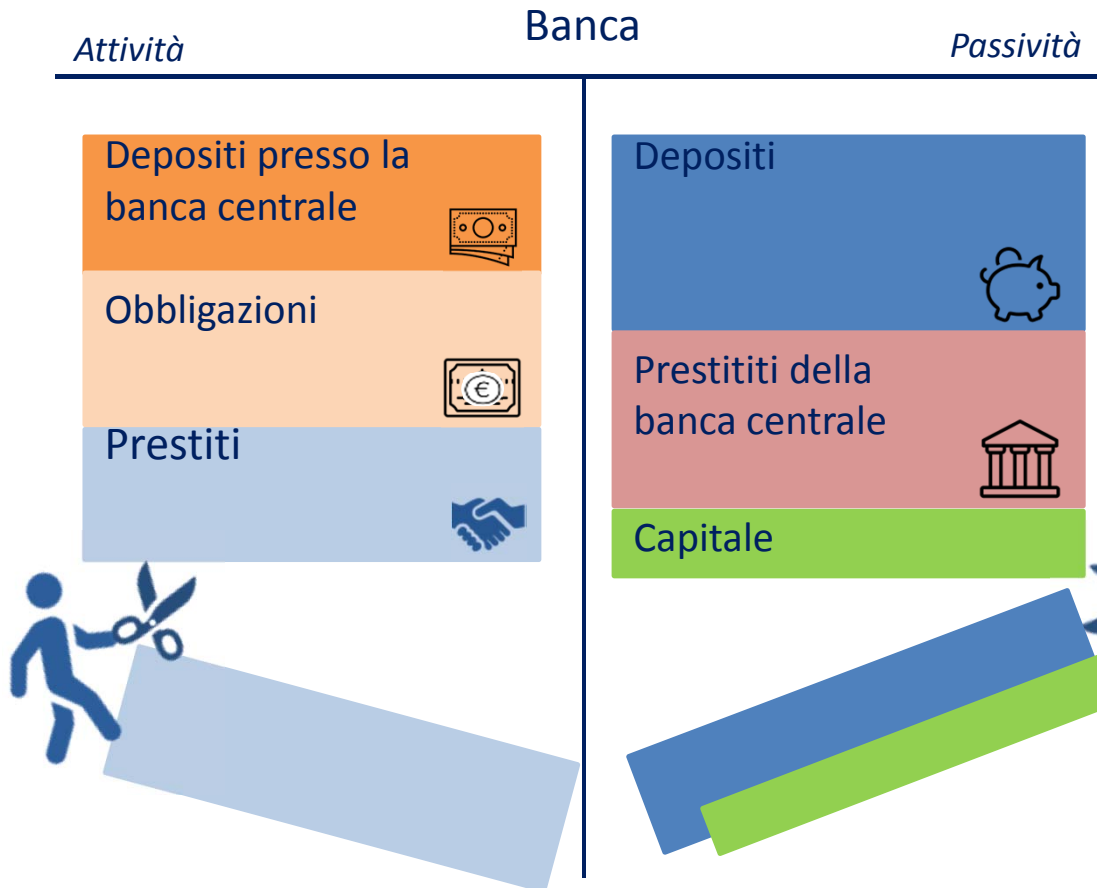 Banca
Attività
Passività
Depositi presso la
banca centrale
Obbligazioni
€
Prestiti
Depositi
Prestititi della
banca centrale
Capitale